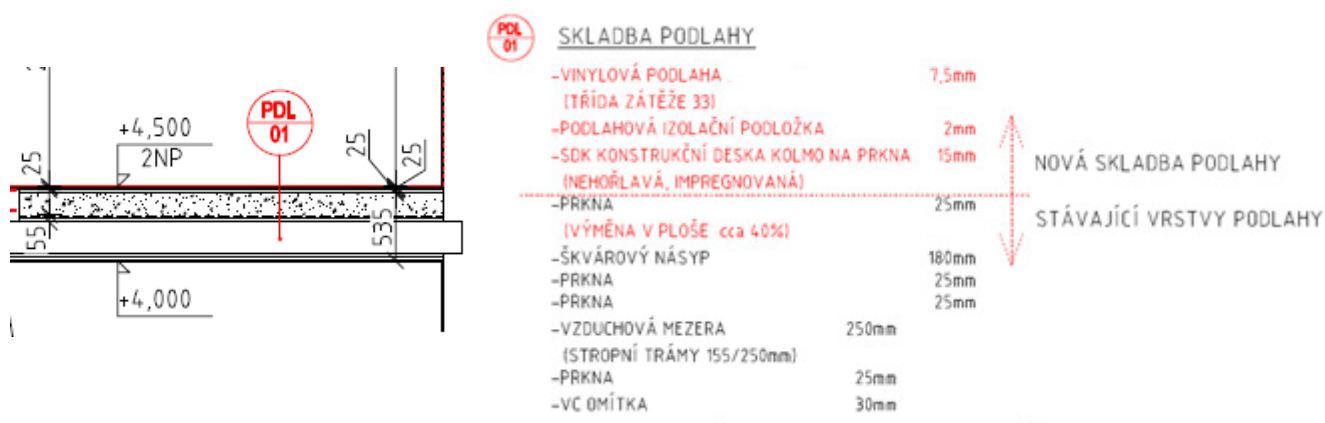 +4,500
2NP
25
PDL
01
25
25
55
535
+4,000
PDL
01
SKLADBA PODLAHY
-VINYLOVÁ PODLAHA 7,5mm
(TŘÍDA ZÁTĚŽE 33)
-PODLAHOVÁ IZOLAČNÍ PODLOŽKA 2mm
-SDK KONSTRUKČNÍ DESKA KOLMO NA PRKNA 15mm
(NEHOŘLAVÁ, IMPREGNOVANÁ)
NOVÁ SKLADBA PODLAHY
-PRKNA 25mm
(VÝMĚNA V PLOŠE cca 40%)
STÁVAJÍCÍ VRSTVY PODLAHY
-ŠKVÁROVÝ NÁSYP 180mm
-PRKNA 25mm
-PRKNA 25mm
-VZDUCHOVÁ MEZERA 250mm
(STROPNÍ TRÁMY 155/250mm)
-PRKNA 25mm
-VC OMÍTKA 30mm